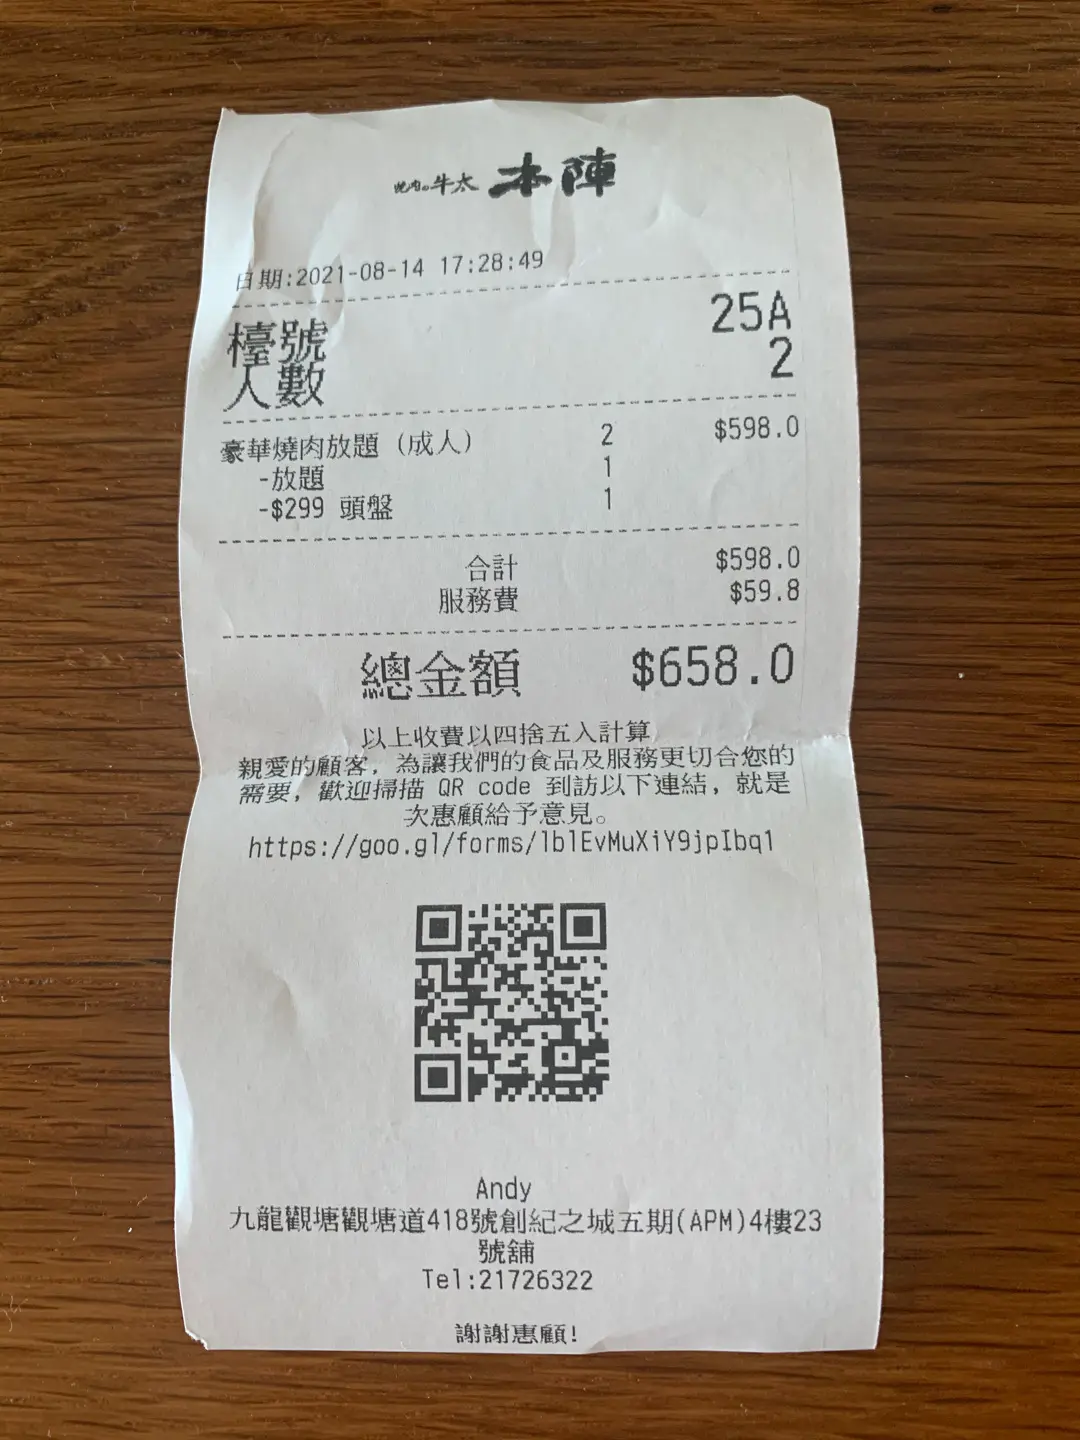 牛太 本陣
日期:2021-08-14 17:28:49
檯號 25A
人數 2
豪華燒肉放題 (成人) 2 $598.0
-放題 1
-$299 頭盤 1
合計 $598.0
服務費 $59.8
總金額 $658.0
以上收費以四捨五入計算
親愛的顧客, 為讓我們的食品及服務更切合您的
需要, 歡迎掃描 QR code 到訪以下連結, 就是
次惠顧給予意見。
https://goo.gl/forms/lblEvMuXiY9jpIbq1
Andy
九龍觀塘觀塘道418號創紀之城五期(APM)4樓23
號舖
Tel:21726322
謝謝惠顧!